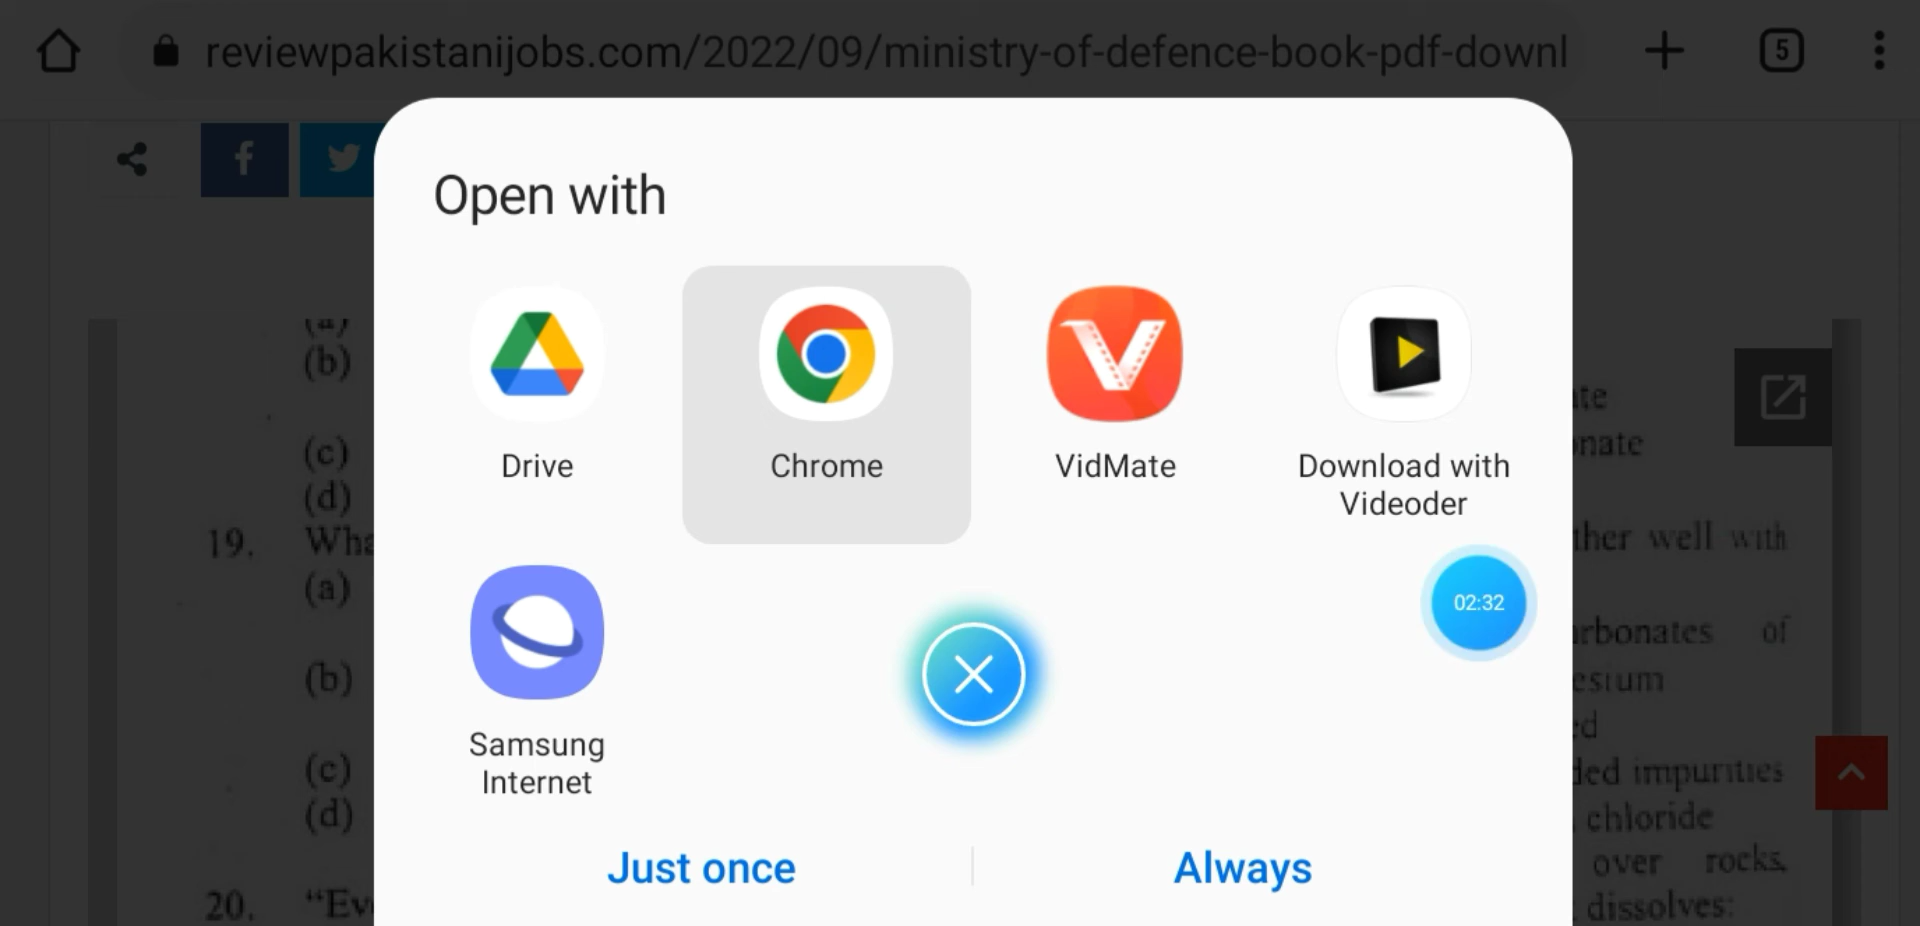 reviewpakistanijobs.com/2022/09/ministry-of-defence-book-pdf-downl
5
Open with
Drive
Chrome
VidMate
Download with
Videoder
Samsung
Internet
02:32
Just once
Always
(b)
(c)
(d)
19.
(a)
(b)
(c)
(d)
20. “Ev
ther well with
of
ded impurities
chloride
over rocks,
dissolves: